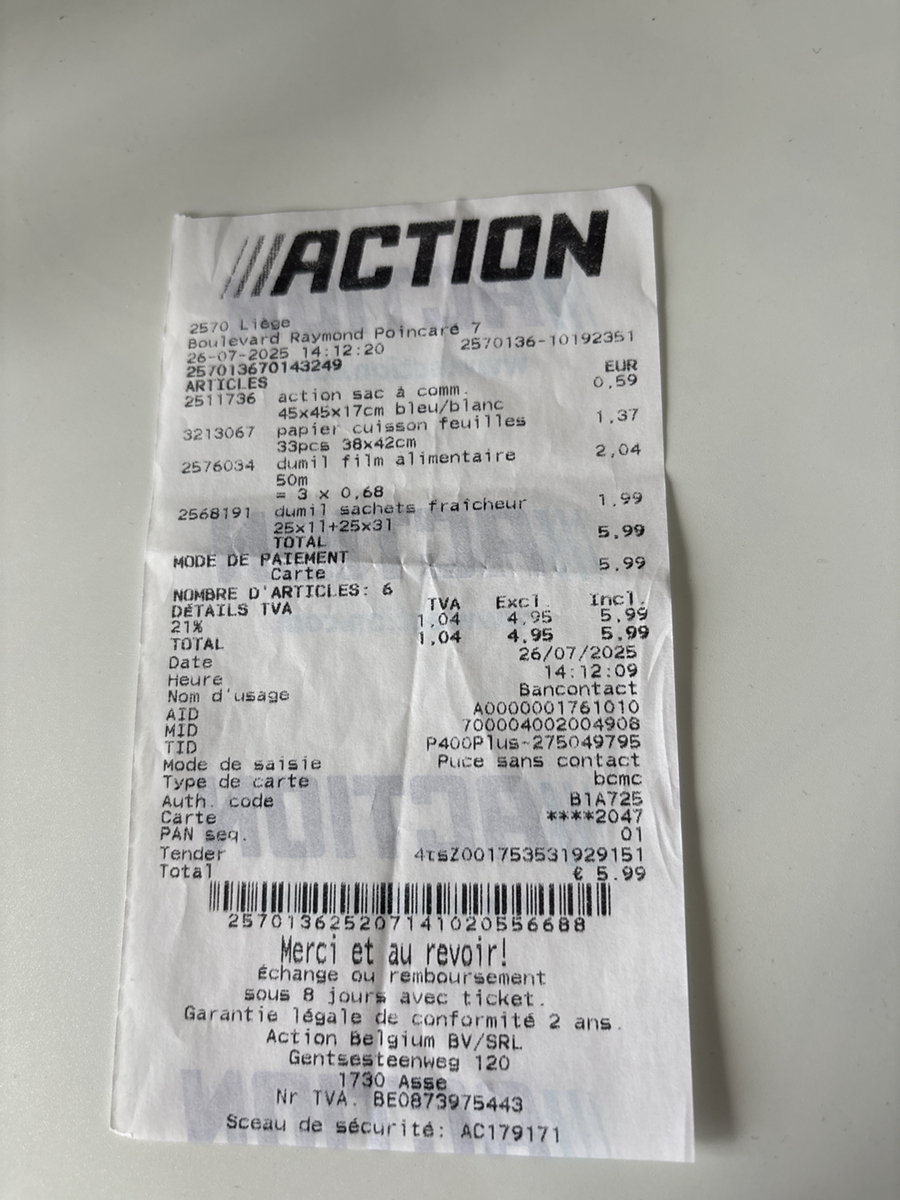 ///ACTION
2570 Liège
Boulevard Raymond Poincaré 7
26-07-2025 14:12:20 2570136-10192351
257013670143249
ARTICLES EUR
2511736 action sac à comm. 0,59
45x45x17cm bleu/blanc
3213067 papier cuisson feuilles 1,37
33pcs 38x42cm
2576034 dumil film alimentaire 2,04
50m
= 3 x 0,68
2568191 dumil sachets fraîcheur 1,99
25x11+25x31
TOTAL 5,99
MODE DE PAIEMENT
Carte 5,99
NOMBRE D'ARTICLES: 6
DÉTAILS TVA TVA Excl. Incl.
21% 1,04 4,95 5,99
TOTAL 1,04 4,95 5,99
Date 26/07/2025
Heure 14:12:09
Nom d'usage Bancontact
AID A0000001761010
MID 700004002004908
TID P400Plus-275049795
Mode de saisie Puce sans contact
Type de carte bcmc
Auth. code B1A725
Carte ****2047
PAN seq. 01
Tender 4tsZ001753531929151
Total € 5.99
2570136252071410205566​88
Merci et au revoir!
Échange ou remboursement
sous 8 jours avec ticket.
Garantie légale de conformité 2 ans.
Action Belgium BV/SRL
Gentsesteenweg 120
1730 Asse
Nr TVA. BE0873975443
Sceau de sécurité: AC179171